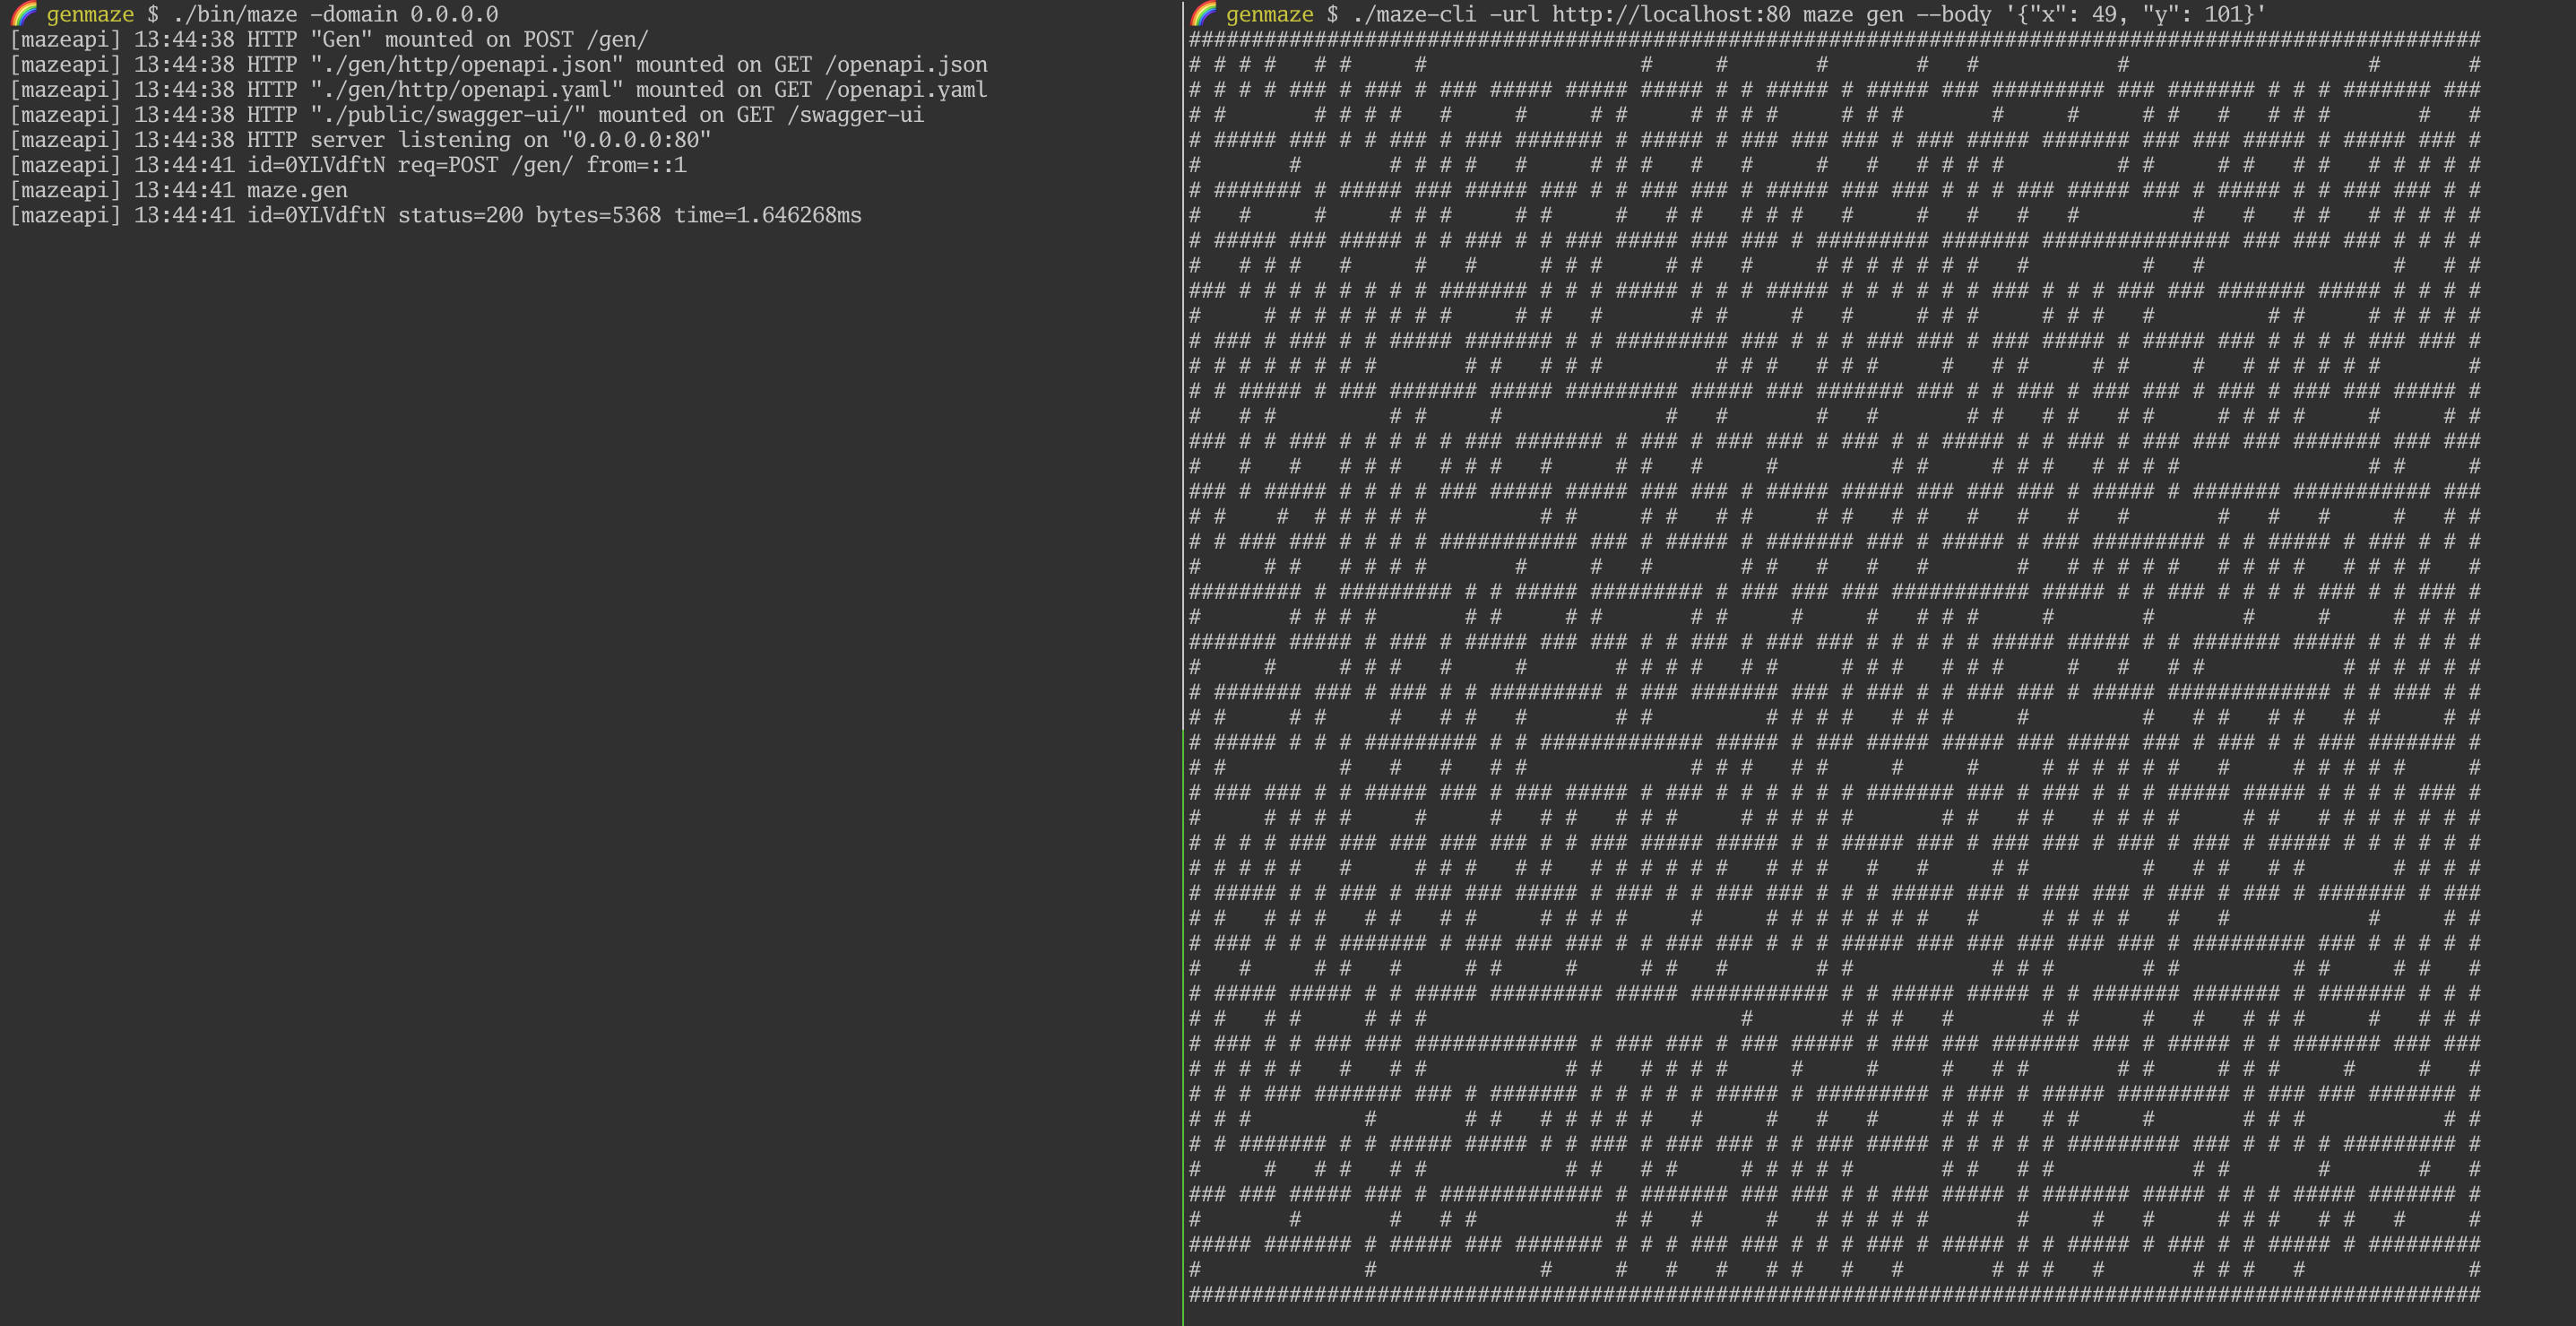 🌈 genmaze $ ./bin/maze -domain 0.0.0.0
[mazeapi] 13:44:38 HTTP "Gen" mounted on POST /gen/
[mazeapi] 13:44:38 HTTP "./gen/http/openapi.json" mounted on GET /openapi.json
[mazeapi] 13:44:38 HTTP "./gen/http/openapi.yaml" mounted on GET /openapi.yaml
[mazeapi] 13:44:38 HTTP "./public/swagger-ui/" mounted on GET /swagger-ui
[mazeapi] 13:44:38 HTTP server listening on "0.0.0.0:80"
[mazeapi] 13:44:41 id=0YLVdftN req=POST /gen/ from=::1
[mazeapi] 13:44:41 maze.gen
[mazeapi] 13:44:41 id=0YLVdftN status=200 bytes=5368 time=1.646268ms
🌈 genmaze $ ./maze-cli -url http://localhost:80 maze gen --body '{"x": 49, "y": 101}'